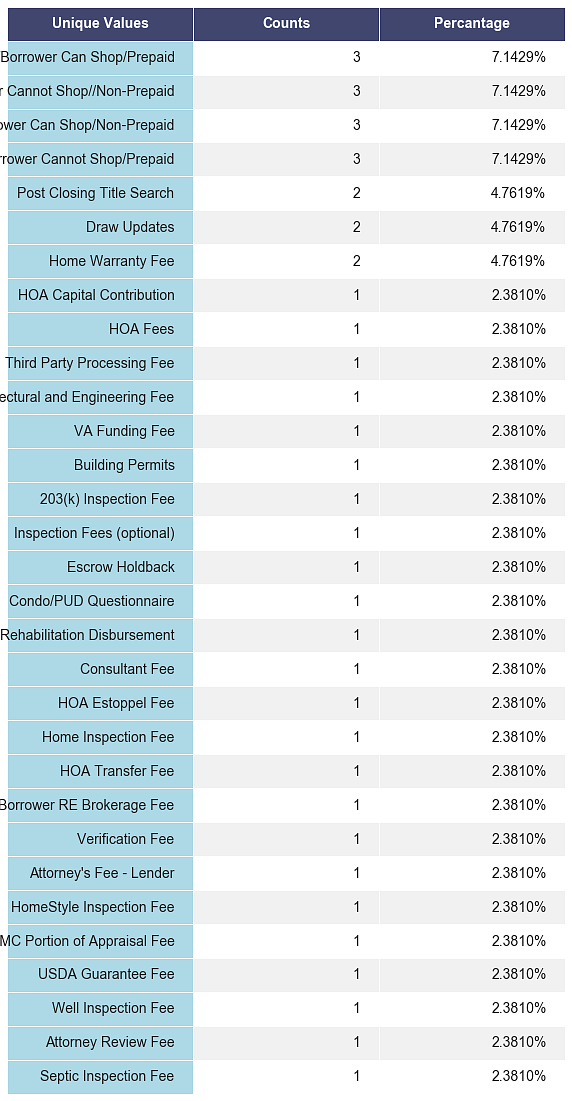 Unique Values Counts Percantage
Borrower Can Shop/Prepaid 3 7.1429%
Cannot Shop//Non-Prepaid 3 7.1429%
Can Shop/Non-Prepaid 3 7.1429%
Cannot Shop/Prepaid 3 7.1429%
Post Closing Title Search 2 4.7619%
Draw Updates 2 4.7619%
Home Warranty Fee 2 4.7619%
HOA Capital Contribution 1 2.3810%
HOA Fees 1 2.3810%
Third Party Processing Fee 1 2.3810%
ectural and Engineering Fee 1 2.3810%
VA Funding Fee 1 2.3810%
Building Permits 1 2.3810%
203(k) Inspection Fee 1 2.3810%
Inspection Fees (optional) 1 2.3810%
Escrow Holdback 1 2.3810%
Condo/PUD Questionnaire 1 2.3810%
Rehabilitation Disbursement 1 2.3810%
Consultant Fee 1 2.3810%
HOA Estoppel Fee 1 2.3810%
Home Inspection Fee 1 2.3810%
HOA Transfer Fee 1 2.3810%
Borrower RE Brokerage Fee 1 2.3810%
Verification Fee 1 2.3810%
Attorney's Fee - Lender 1 2.3810%
HomeStyle Inspection Fee 1 2.3810%
MC Portion of Appraisal Fee 1 2.3810%
USDA Guarantee Fee 1 2.3810%
Well Inspection Fee 1 2.3810%
Attorney Review Fee 1 2.3810%
Septic Inspection Fee 1 2.3810%